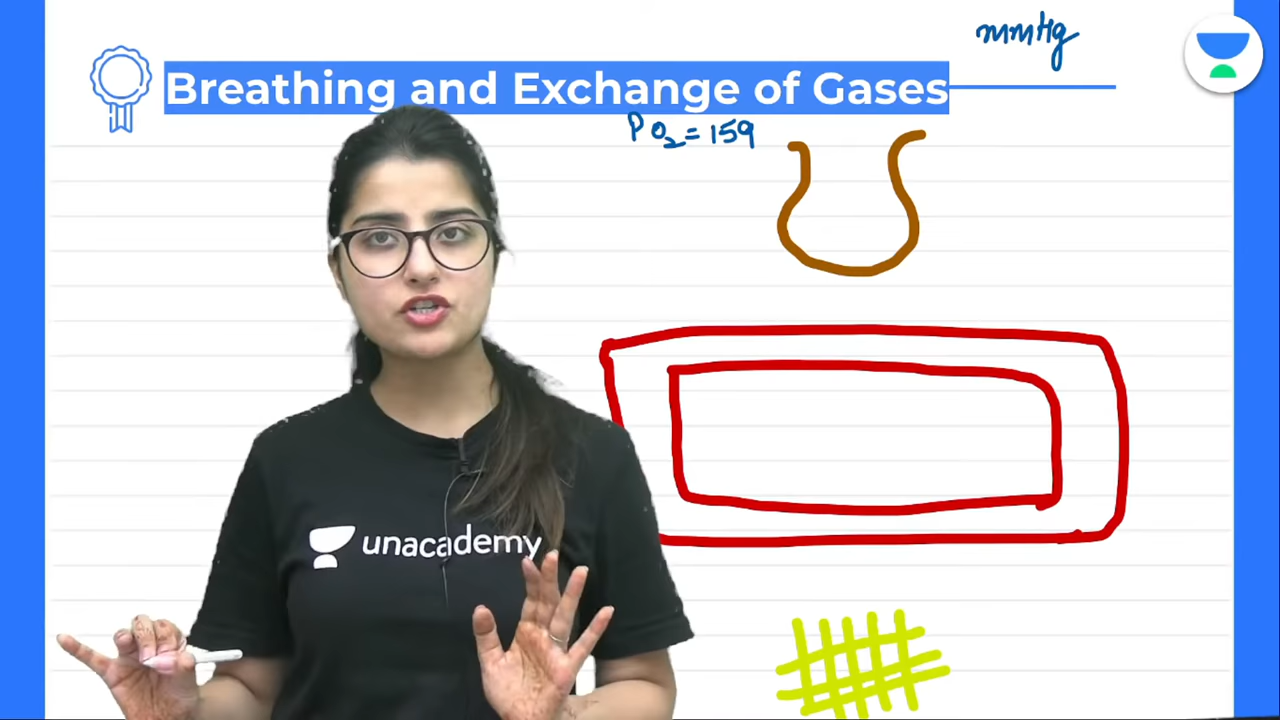 mmHg
Breathing and Exchange of Gases
PO₂ = 159
unacademy